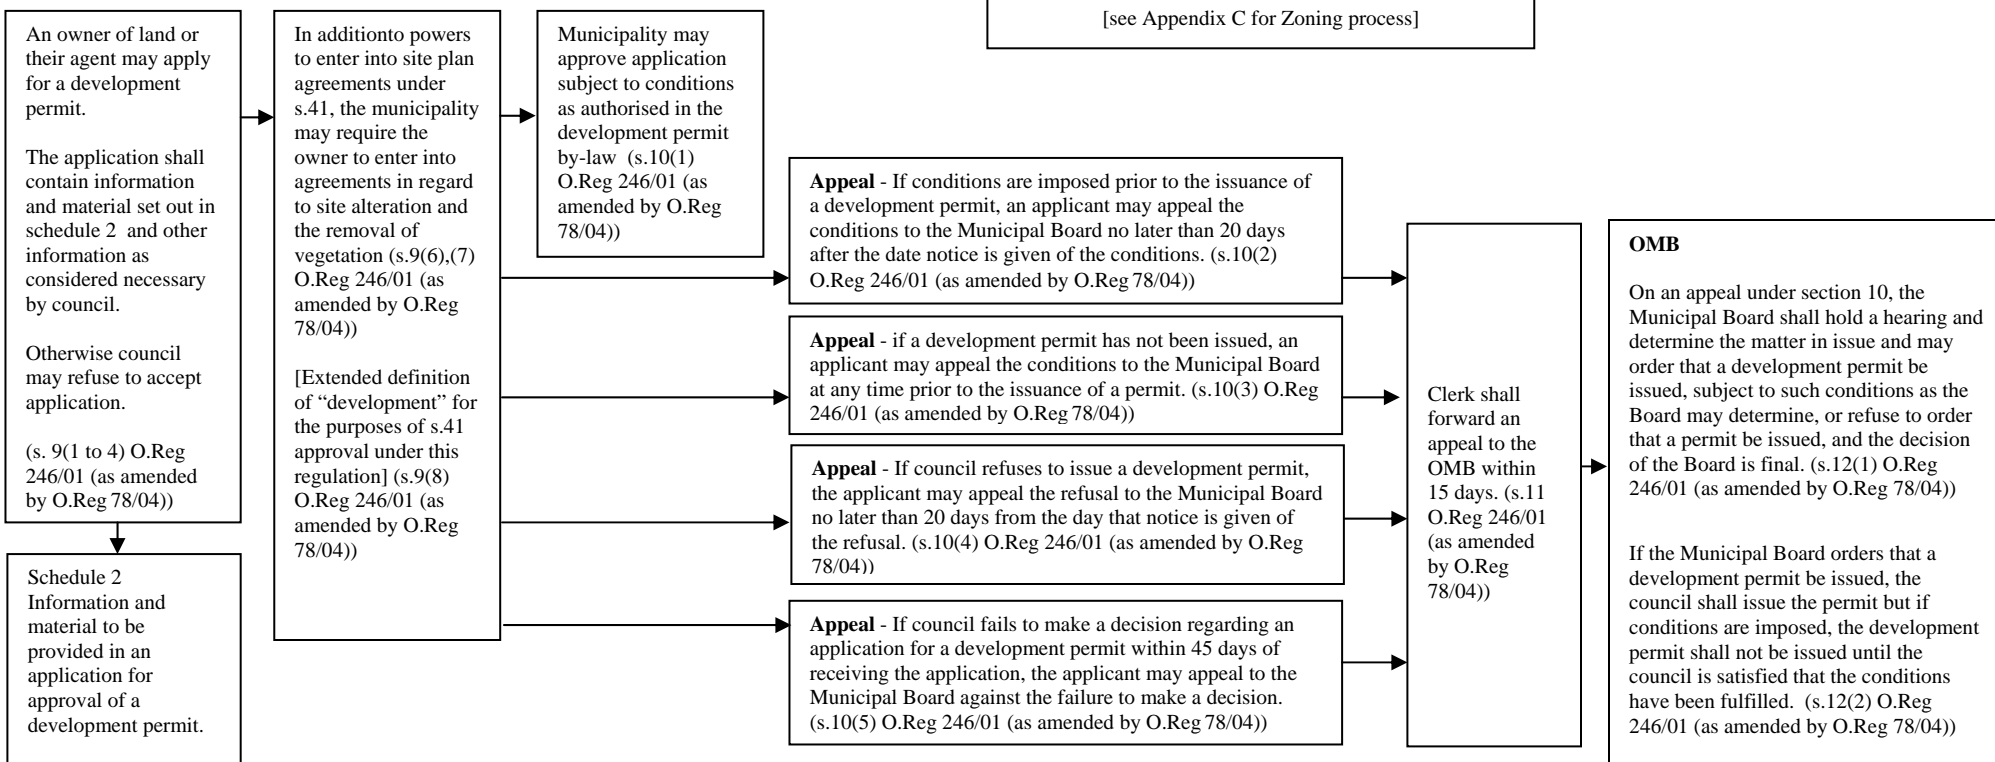 [see Appendix C for Zoning process]
An owner of land or
their agent may apply
for a development
permit.
The application shall
contain information
and material set out in
schedule 2 and other
information as
considered necessary
by council.
Otherwise council
may refuse to accept
application.
(s. 9(1 to 4) O.Reg
246/01 (as amended
by O.Reg 78/04))
Schedule 2
Information and
material to be
provided in an
application for
approval of a
development permit.
In additionto powers
to enter into site plan
agreements under
s.41, the municipality
may require the
owner to enter into
agreements in regard
to site alteration and
the removal of
vegetation (s.9(6),(7)
O.Reg 246/01 (as
amended by O.Reg
78/04))
[Extended definition
of “development” for
the purposes of s.41
approval under this
regulation] (s.9(8)
O.Reg 246/01 (as
amended by O.Reg
78/04))
Municipality may
approve application
subject to conditions
as authorised in the
development permit
by-law (s.10(1)
O.Reg 246/01 (as
amended by O.Reg
78/04))
Appeal - If conditions are imposed prior to the issuance of
a development permit, an applicant may appeal the
conditions to the Municipal Board no later than 20 days
after the date notice is given of the conditions. (s.10(2)
O.Reg 246/01 (as amended by O.Reg 78/04))
Appeal - if a development permit has not been issued, an
applicant may appeal the conditions to the Municipal Board
at any time prior to the issuance of a permit. (s.10(3) O.Reg
246/01 (as amended by O.Reg 78/04))
Appeal - If council refuses to issue a development permit,
the applicant may appeal the refusal to the Municipal Board
no later than 20 days from the day that notice is given of
the refusal. (s.10(4) O.Reg 246/01 (as amended by O.Reg
78/04))
Appeal - If council fails to make a decision regarding an
application for a development permit within 45 days of
receiving the application, the applicant may appeal to the
Municipal Board against the failure to make a decision.
(s.10(5) O.Reg 246/01 (as amended by O.Reg 78/04))
Clerk shall
forward an
appeal to the
OMB within
15 days. (s.11
O.Reg 246/01
(as amended
by O.Reg
78/04))
OMB
On an appeal under section 10, the
Municipal Board shall hold a hearing and
determine the matter in issue and may
order that a development permit be
issued, subject to such conditions as the
Board may determine, or refuse to order
that a permit be issued, and the decision
of the Board is final. (s.12(1) O.Reg
246/01 (as amended by O.Reg 78/04))
If the Municipal Board orders that a
development permit be issued, the
council shall issue the permit but if
conditions are imposed, the development
permit shall not be issued until the
council is satisfied that the conditions
have been fulfilled. (s.12(2) O.Reg
246/01 (as amended by O.Reg 78/04))